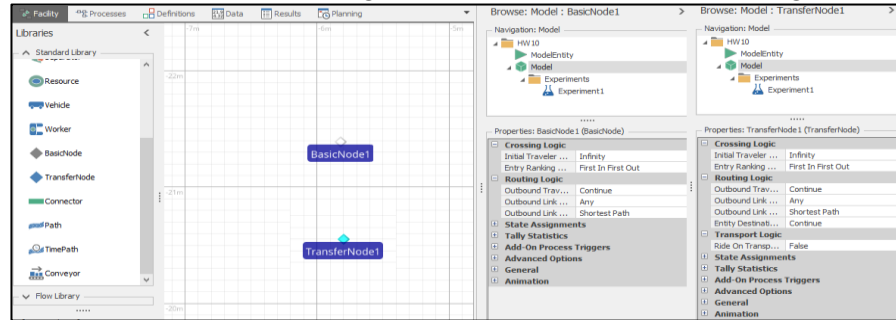 Facility
Processes
Definitions
Data
Results
Planning
Libraries
Standard Library
Resource
Vehicle
Worker
BasicNode
TransferNode
Connector
Path
TimePath
Conveyor
Flow Library
-7m
-6m
-5m
-22m
-21m
-20m
BasicNode1
TransferNode1
Browse: Model : BasicNode1
Navigation: Model
HW10
ModelEntity
Model
Experiments
Experiment1
Properties: BasicNode1 (BasicNode)
Crossing Logic
Initial Traveler ... Infinity
Entry Ranking ... First In First Out
Routing Logic
Outbound Trav... Continue
Outbound Link ... Any
Outbound Link ... Shortest Path
State Assignments
Tally Statistics
Add-On Process Triggers
Advanced Options
General
Animation
Browse: Model : TransferNode1
Navigation: Model
HW10
ModelEntity
Model
Experiments
Experiment1
Properties: TransferNode1 (TransferNode)
Crossing Logic
Initial Traveler ... Infinity
Entry Ranking ... First In First Out
Routing Logic
Outbound Trav... Continue
Outbound Link ... Any
Outbound Link ... Shortest Path
Entity Destinati... Continue
Transport Logic
Ride On Transp... False
State Assignments
Tally Statistics
Add-On Process Triggers
Advanced Options
General
Animation